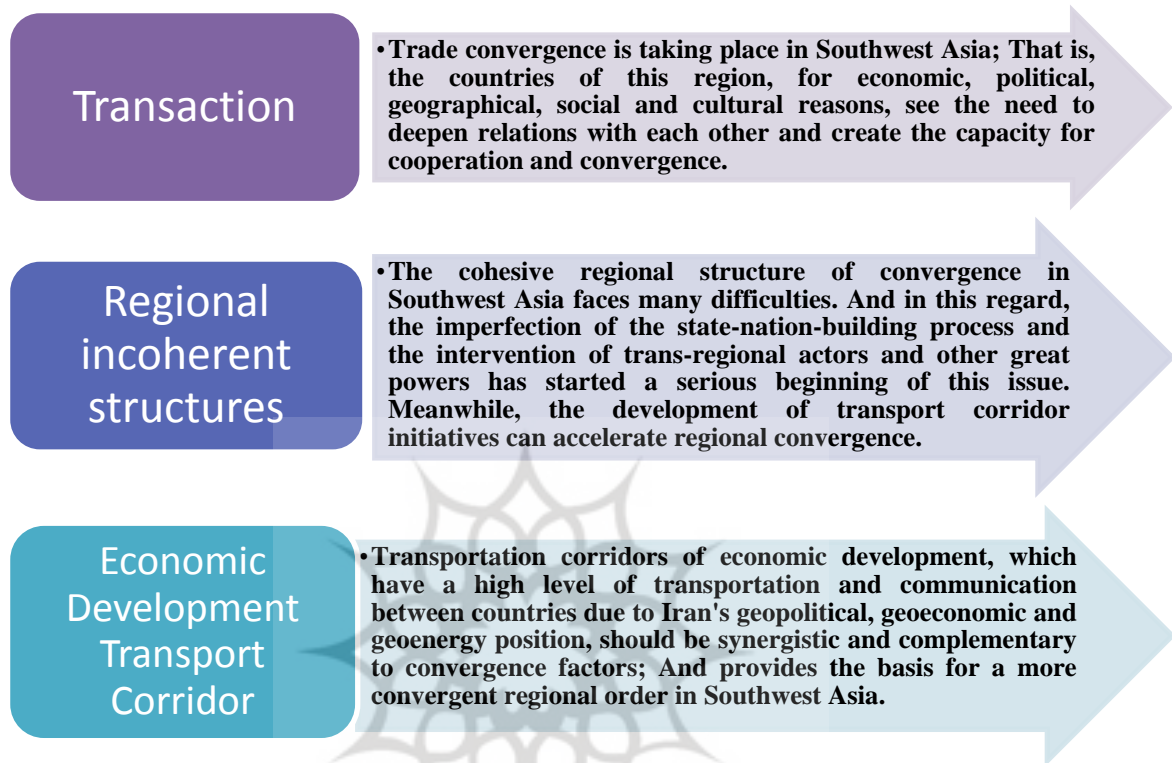 Transaction
•Trade convergence is taking place in Southwest Asia; That is,
the countries of this region, for economic, political,
geographical, social and cultural reasons, see the need to
deepen relations with each other and create the capacity for
cooperation and convergence.
Regional
incoherent
structures
•The cohesive regional structure of convergence in
Southwest Asia faces many difficulties. And in this regard,
the imperfection of the state-nation-building process and
the intervention of trans-regional actors and other great
powers has started a serious beginning of this issue.
Meanwhile, the development of transport corridor
initiatives can accelerate regional convergence.
Economic
Development
Transport
Corridor
•Transportation corridors of economic development, which
have a high level of transportation and communication
between countries due to Iran's geopolitical, geoeconomic and
geoenergy position, should be synergistic and complementary
to convergence factors; And provides the basis for a more
convergent regional order in Southwest Asia.